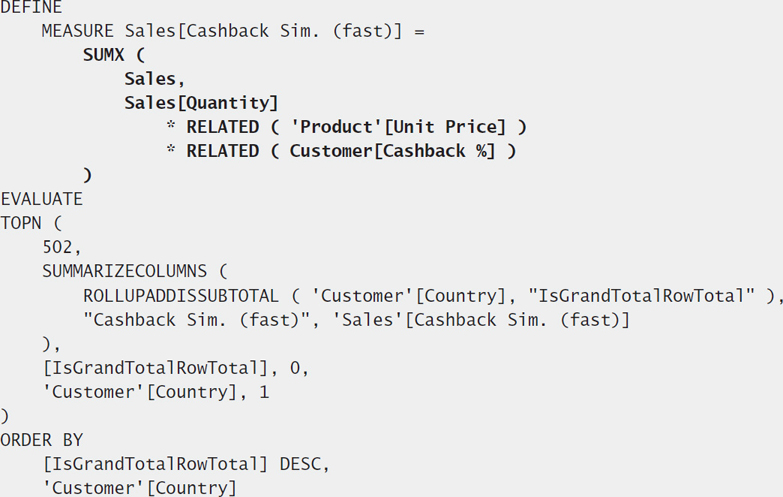 DEFINE
    MEASURE Sales[Cashback Sim. (fast)] =
        SUMX (
            Sales,
            Sales[Quantity]
                * RELATED ( 'Product'[Unit Price] )
                * RELATED ( Customer[Cashback %] )
        )
EVALUATE
TOPN (
    502,
    SUMMARIZECOLUMNS (
        ROLLUPADDISSUBTOTAL ( 'Customer'[Country], "IsGrandTotalRowTotal" ),
        "Cashback Sim. (fast)", 'Sales'[Cashback Sim. (fast)]
    ),
    [IsGrandTotalRowTotal], 0,
    'Customer'[Country], 1
)
ORDER BY
    [IsGrandTotalRowTotal] DESC,
    'Customer'[Country]